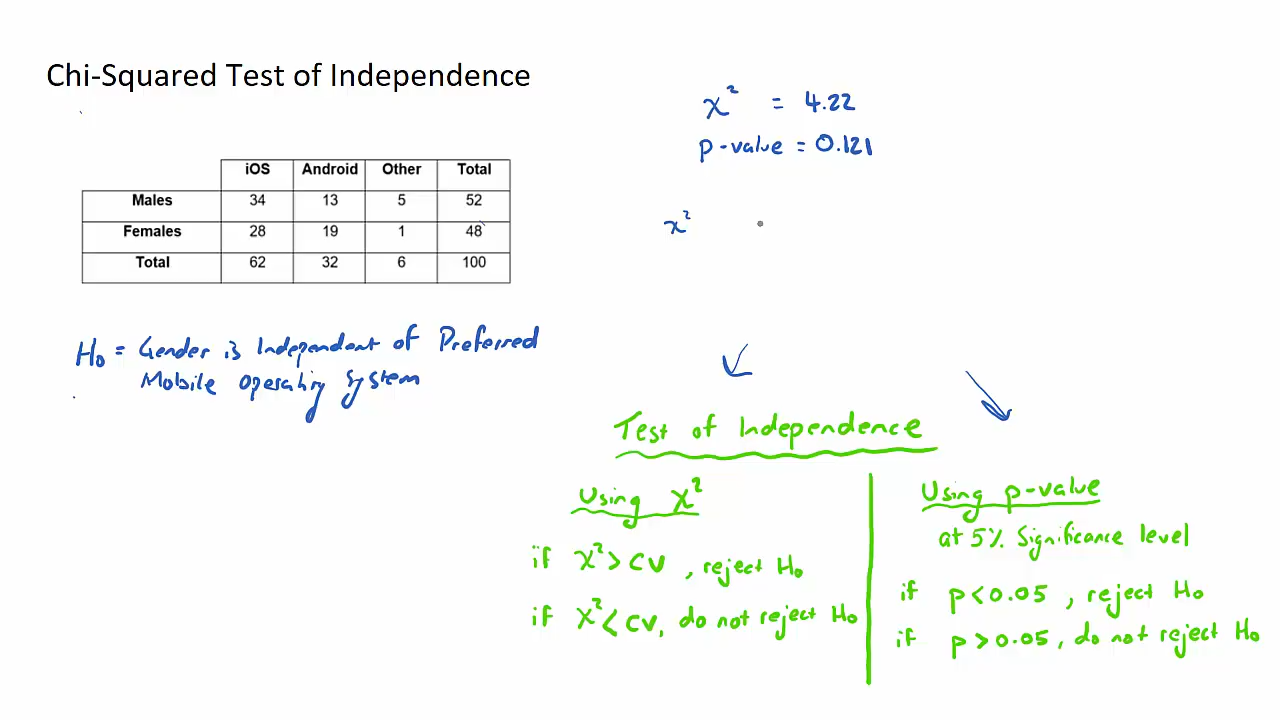 Chi-Squared Test of Independence
χ² = 4.22
p-value = 0.121
iOS Android Other Total
Males 34 13 5 52
Females 28 19 1 48
Total 62 32 6 100
χ²
H₀ = Gender is Independent of Preferred
Mobile Operating System
Test of Independence
Using χ²
if χ² > CV, reject H₀
if χ² < CV, do not reject H₀
Using p-value
at 5% Significance level
if p < 0.05, reject H₀
if p > 0.05, do not reject H₀